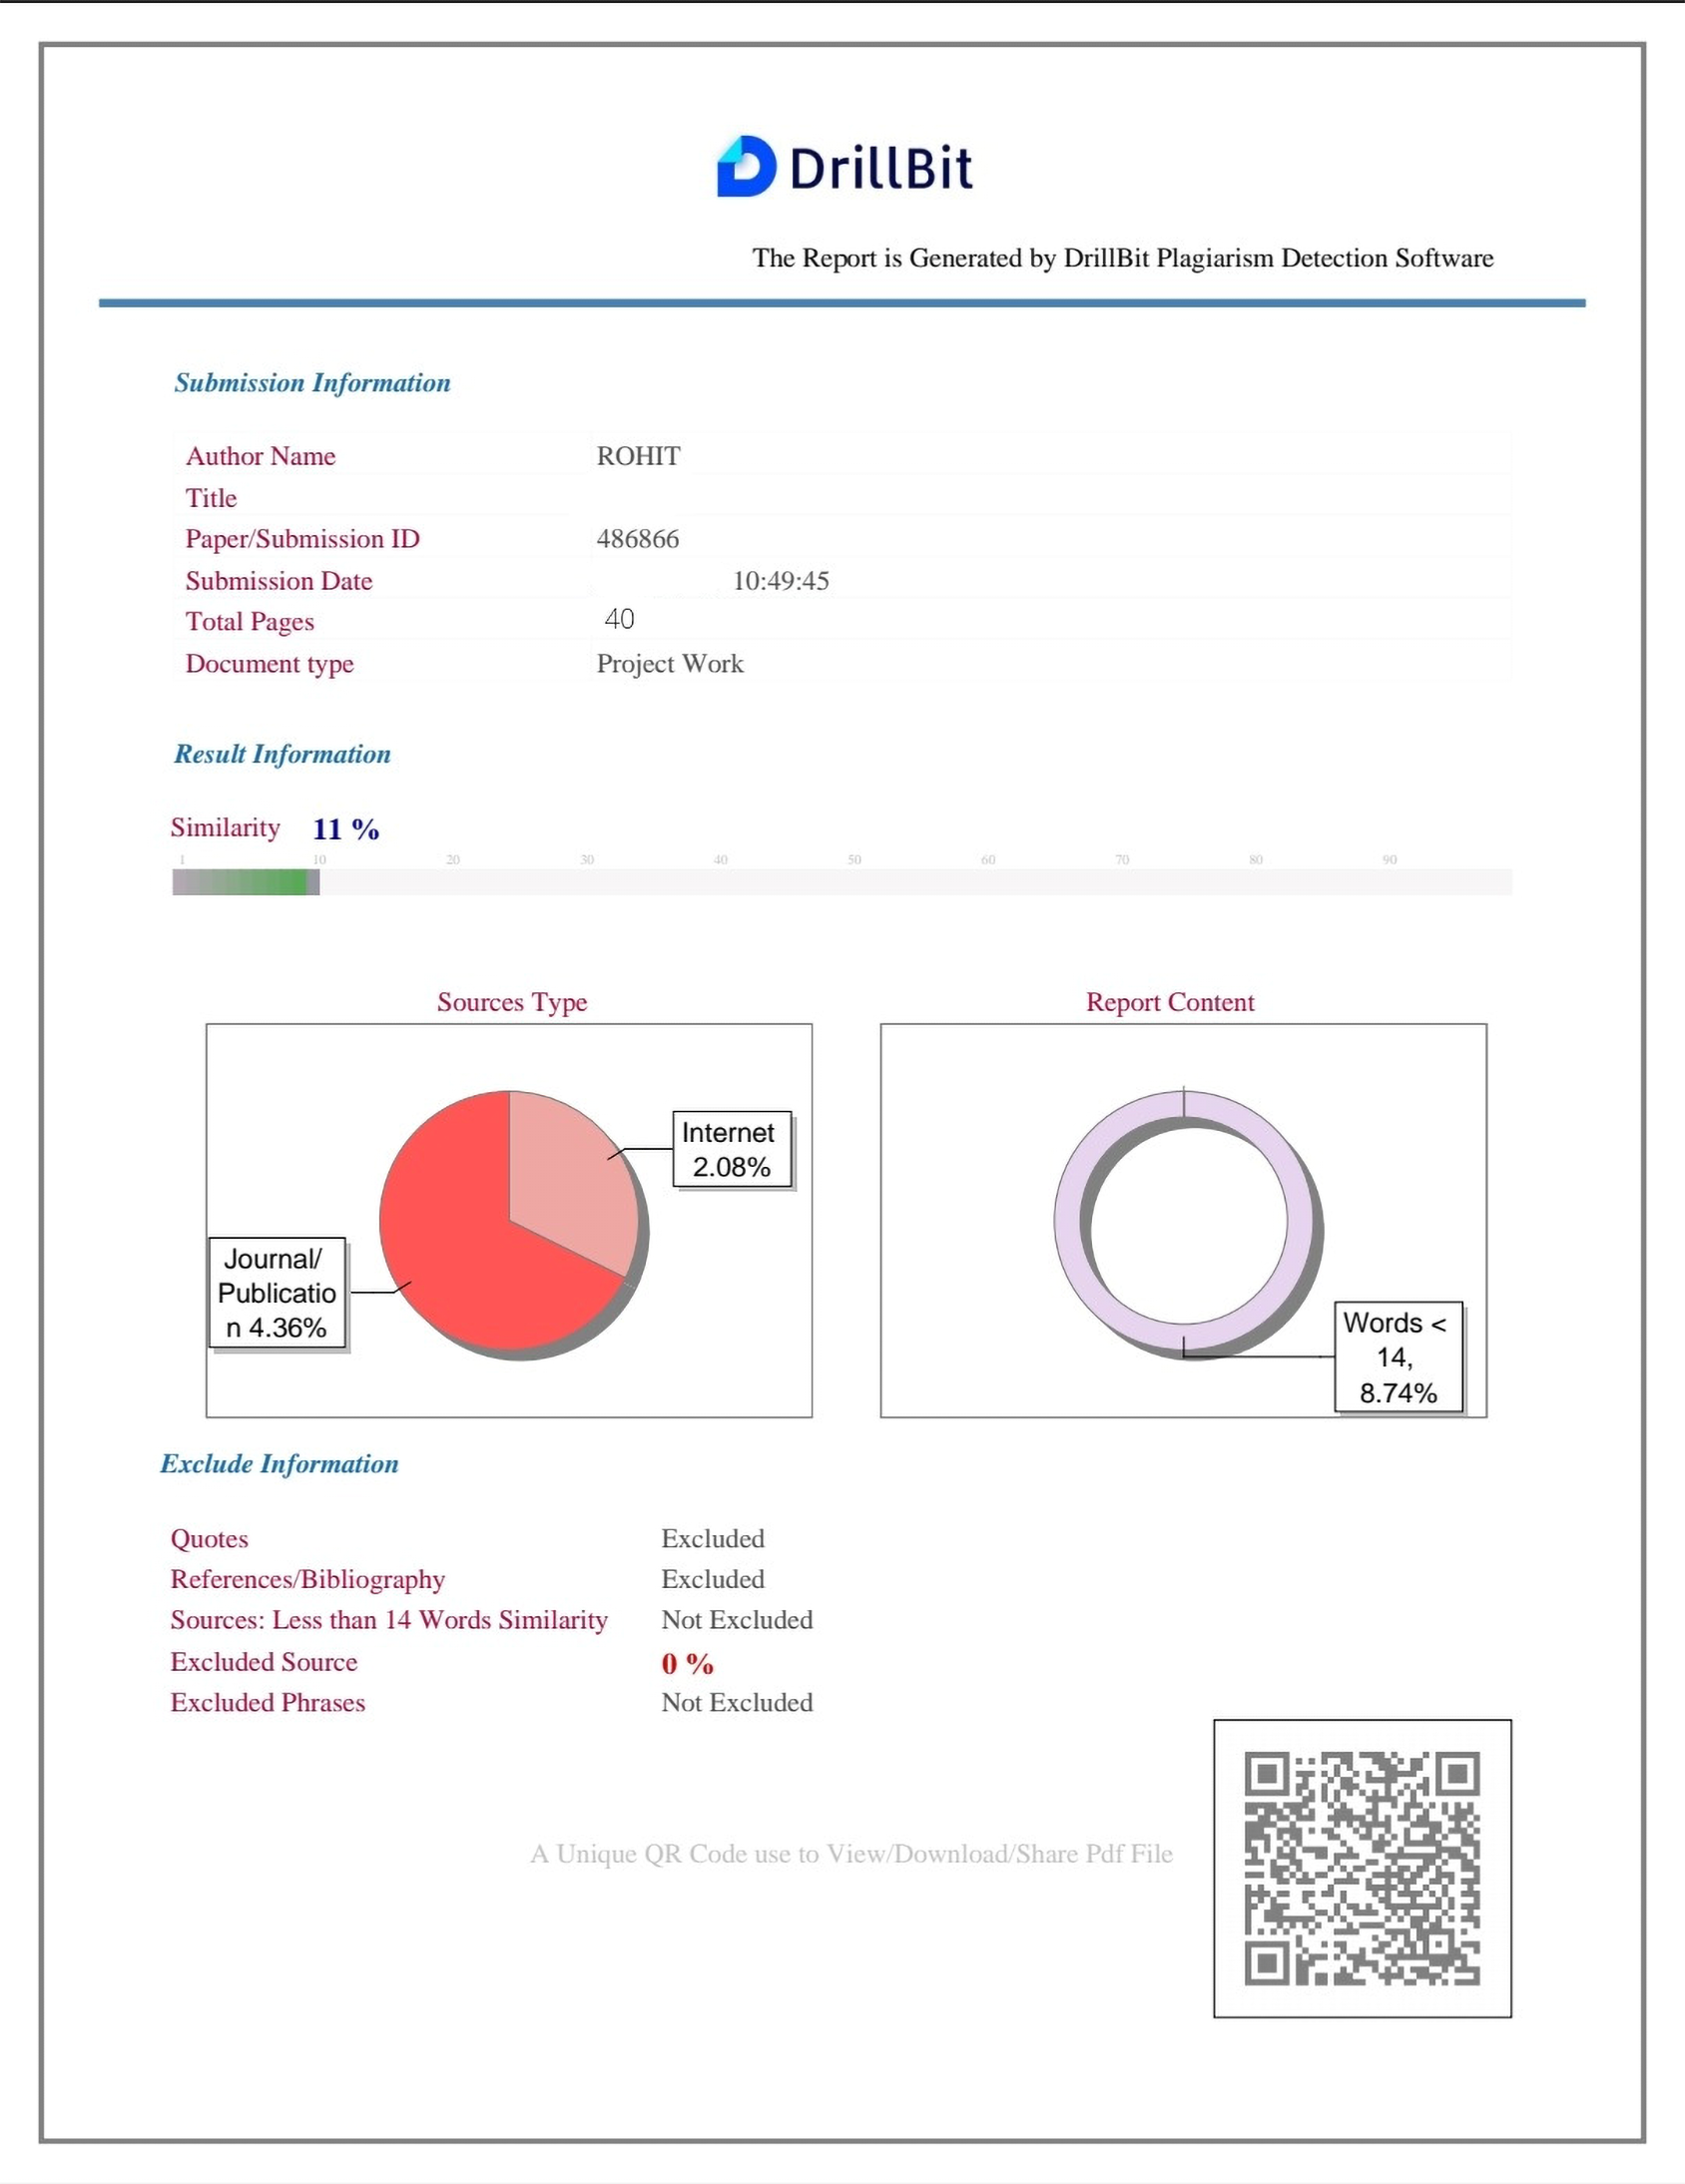 DrillBit
The Report is Generated by DrillBit Plagiarism Detection Software
Submission Information
Author Name ROHIT
Title
Paper/Submission ID 486866
Submission Date 10:49:45
Total Pages 40
Document type Project Work
Result Information
Similarity 11 %
1 10 20 30 40 50 60 70 80 90
Sources Type
Internet
2.08%
Journal/
Publicatio
n 4.36%
Report Content
Words <
14,
8.74%
Exclude Information
Quotes Excluded
References/Bibliography Excluded
Sources: Less than 14 Words Similarity Not Excluded
Excluded Source 0 %
Excluded Phrases Not Excluded
A Unique QR Code use to View/Download/Share Pdf File